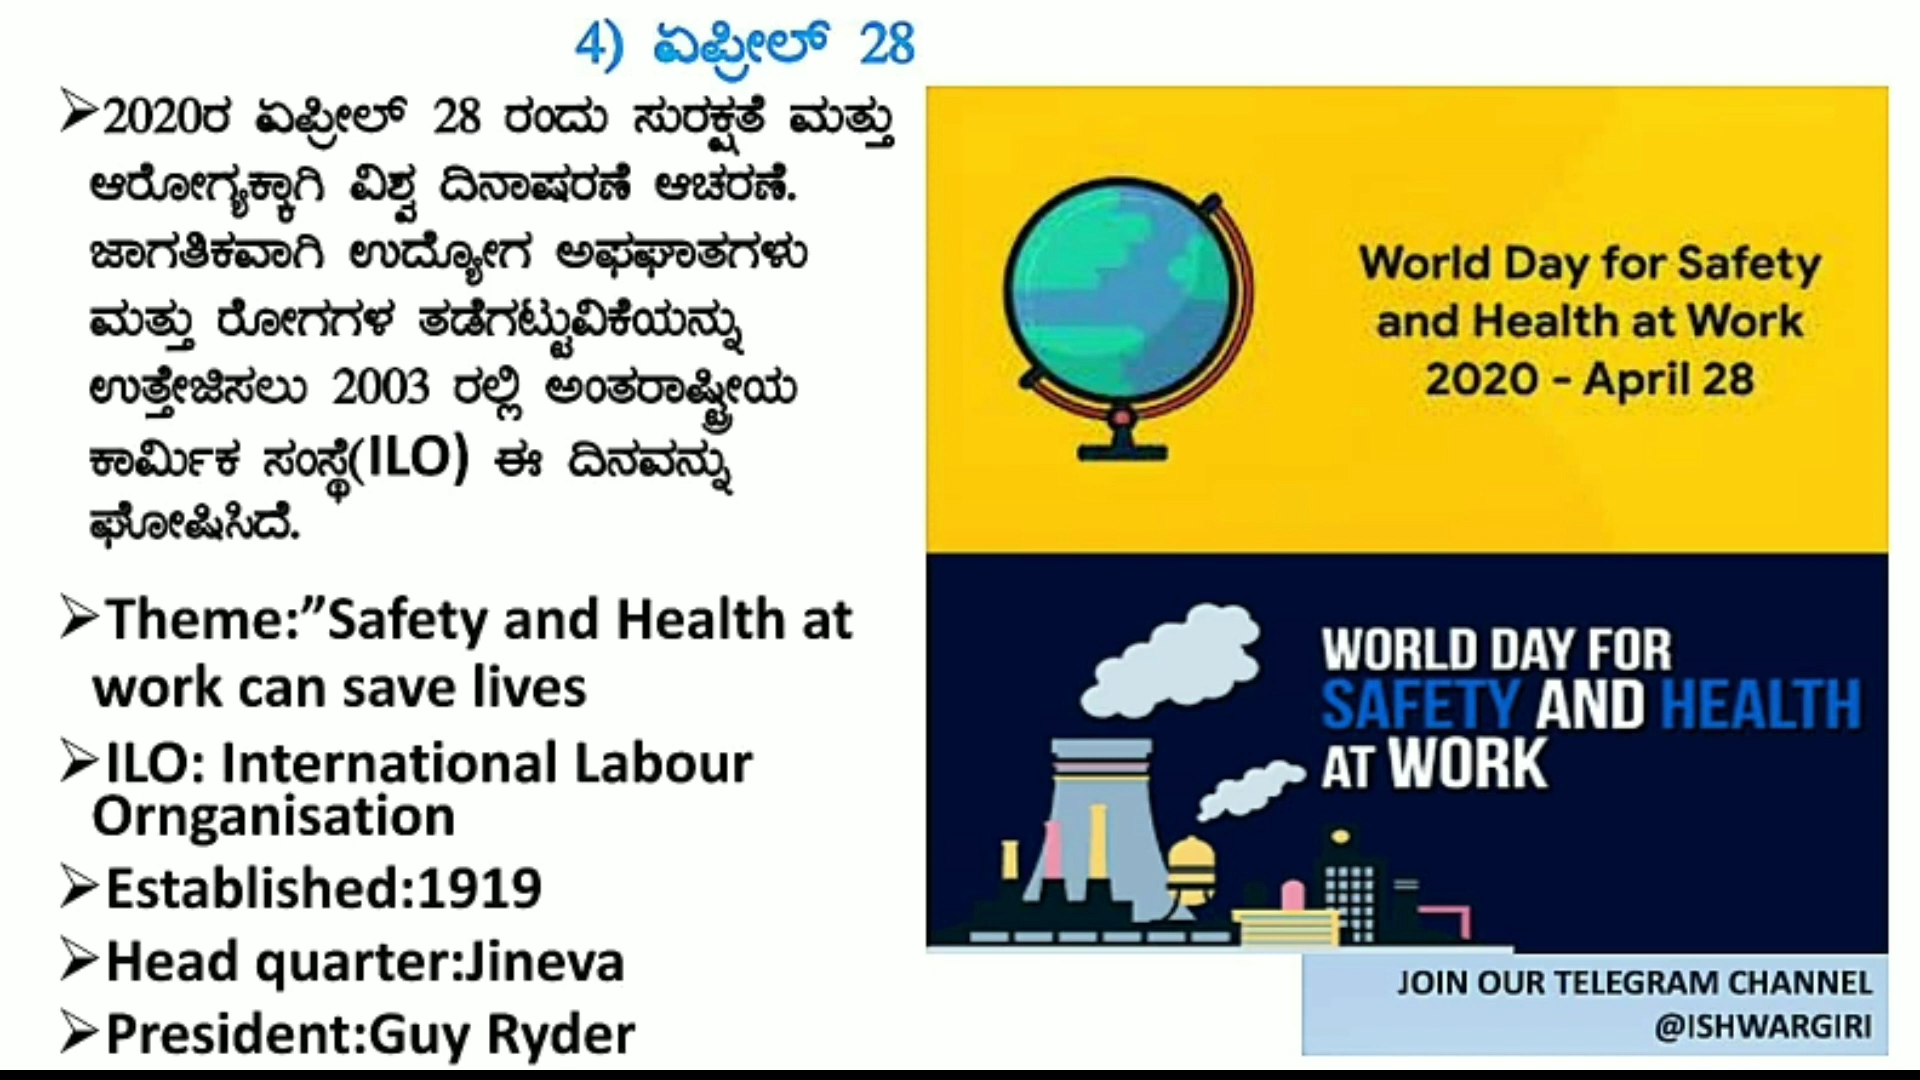 4) ಏಪ್ರೀಲ್ 28
➢2020ರ ಏಪ್ರೀಲ್ 28 ರಂದು ಸುರಕ್ಷತೆ ಮತ್ತು
ಆರೋಗ್ಯಕ್ಕಾಗಿ ವಿಶ್ವ ದಿನಾಷರಣೆ ಆಚರಣೆ.
ಜಾಗತಿಕವಾಗಿ ಉದ್ಯೋಗ ಅಫಘಾತಗಳು
ಮತ್ತು ರೋಗಗಳ ತಡೆಗಟ್ಟುವಿಕೆಯನ್ನು
ಉತ್ತೇಜಿಸಲು 2003 ರಲ್ಲಿ ಅಂತರಾಷ್ಟ್ರೀಯ
ಕಾರ್ಮಿಕ ಸಂಸ್ಥೆ(ILO) ಈ ದಿನವನ್ನು
ಘೋಷಿಸಿದೆ.
➢Theme:”Safety and Health at
work can save lives
➢ILO: International Labour
Ornganisation
➢Established:1919
➢Head quarter:Jineva
➢President:Guy Ryder
World Day for Safety
and Health at Work
2020 - April 28
WORLD DAY FOR
SAFETY AND HEALTH
AT WORK
JOIN OUR TELEGRAM CHANNEL
@ISHWARGIRI